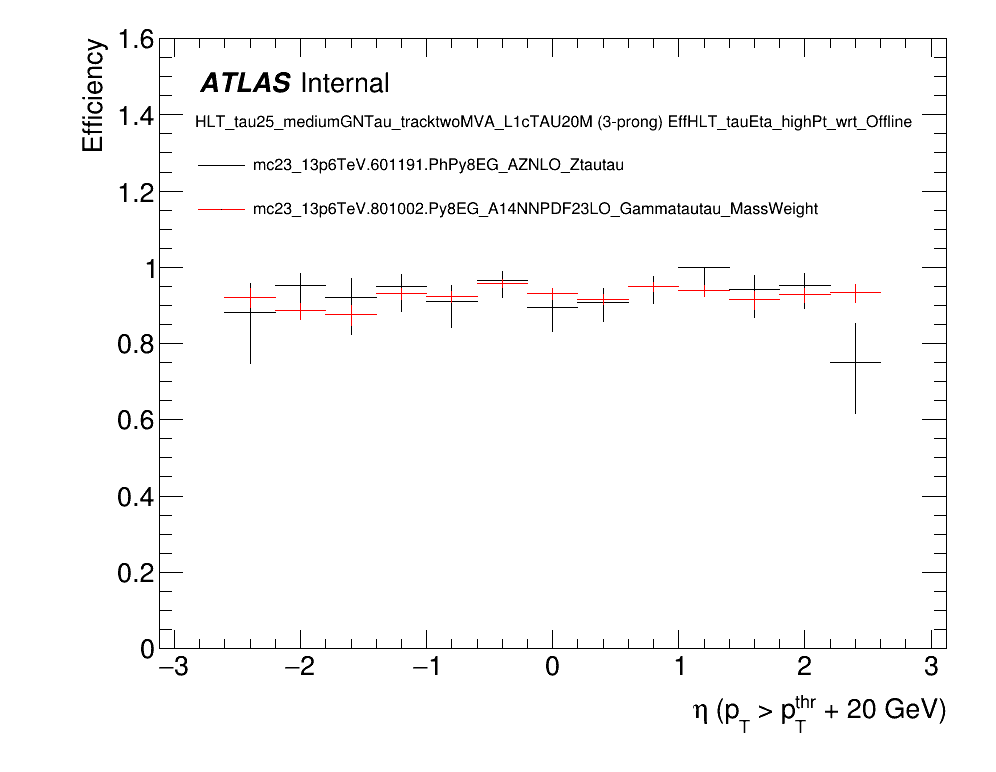 Efficiency
1.6
1.4
1.2
1
0.8
0.6
0.4
0.2
0
ATLAS Internal
HLT_tau25_mediumGNTau_tracktwoMVA_L1cTAU20M (3-prong) EffHLT_tauEta_highPt_wrt_Offline
mc23_13p6TeV.601191.PhPy8EG_AZNLO_Ztautau
mc23_13p6TeV.801002.Py8EG_A14NNPDF23LO_Gammatautau_MassWeight
−3 −2 −1 0 1 2 3
η (p_T > p_T^thr + 20 GeV)